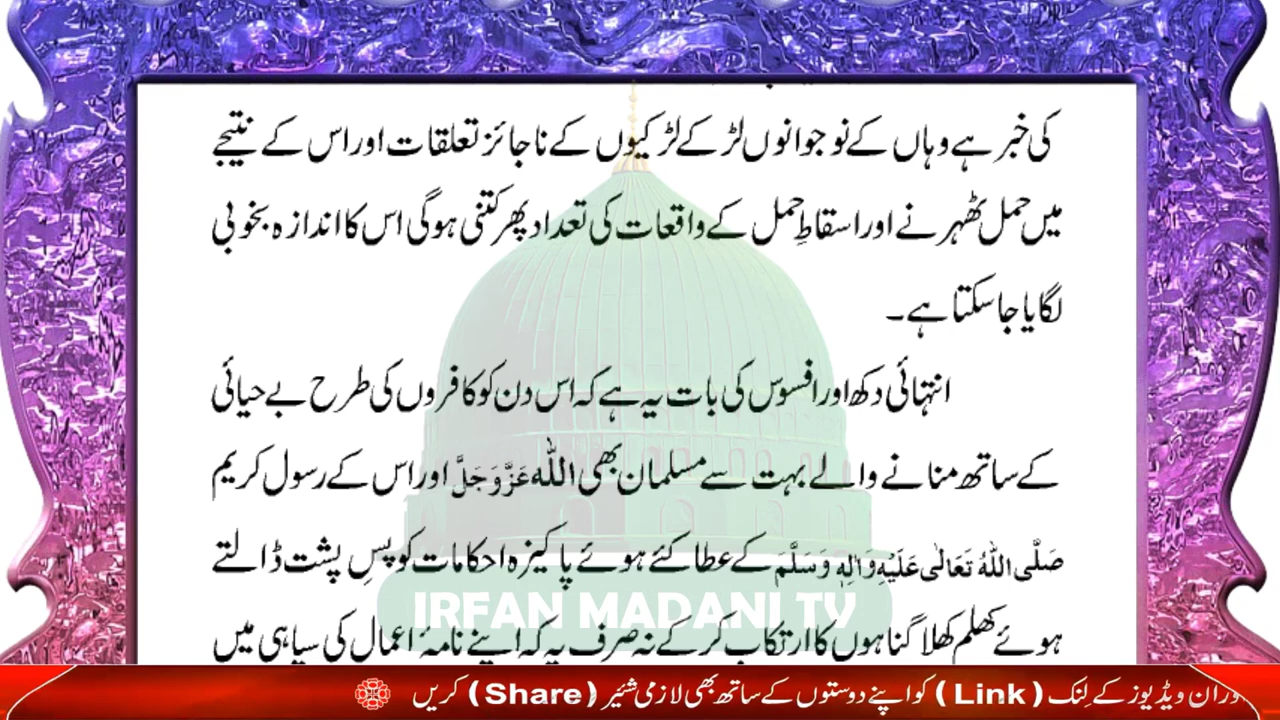 کی خبر ہے وہاں کے نوجوانوں لڑکے لڑکیوں کے ناجائز تعلقات اور اس کے نتیجے
میں حمل ٹھہرنے اور اسقاطِ حمل کے واقعات کی تعداد پھر کتنی ہوگی اس کا اندازہ بخوبی
لگایا جاسکتا ہے۔
انتہائی دکھ اور افسوس کی بات یہ ہے کہ اس دن کو کافروں کی طرح بے حیائی
کے ساتھ منانے والے بہت سے مسلمان بھی اللہ عَزَّوَجَلَّ اور اس کے رسول کریم
صَلَّی اللہُ تَعَالٰی عَلَیْہِ وَاٰلِہٖ وَسَلَّمَ کے عطا کئے ہوئے پاکیزہ احکامات کو پسِ پشت ڈالتے
IRFAN MADANI TV
ہوئے کھلم کھلا گناہوں کا ارتکاب کرکے نہ صرف یہ کہ اپنے نامۂ اعمال کی سیاہی میں
وران ویڈیوز کے لِنک (Link) کو اپنے دوستوں کے ساتھ بھی لازمی شئیر (Share) کریں